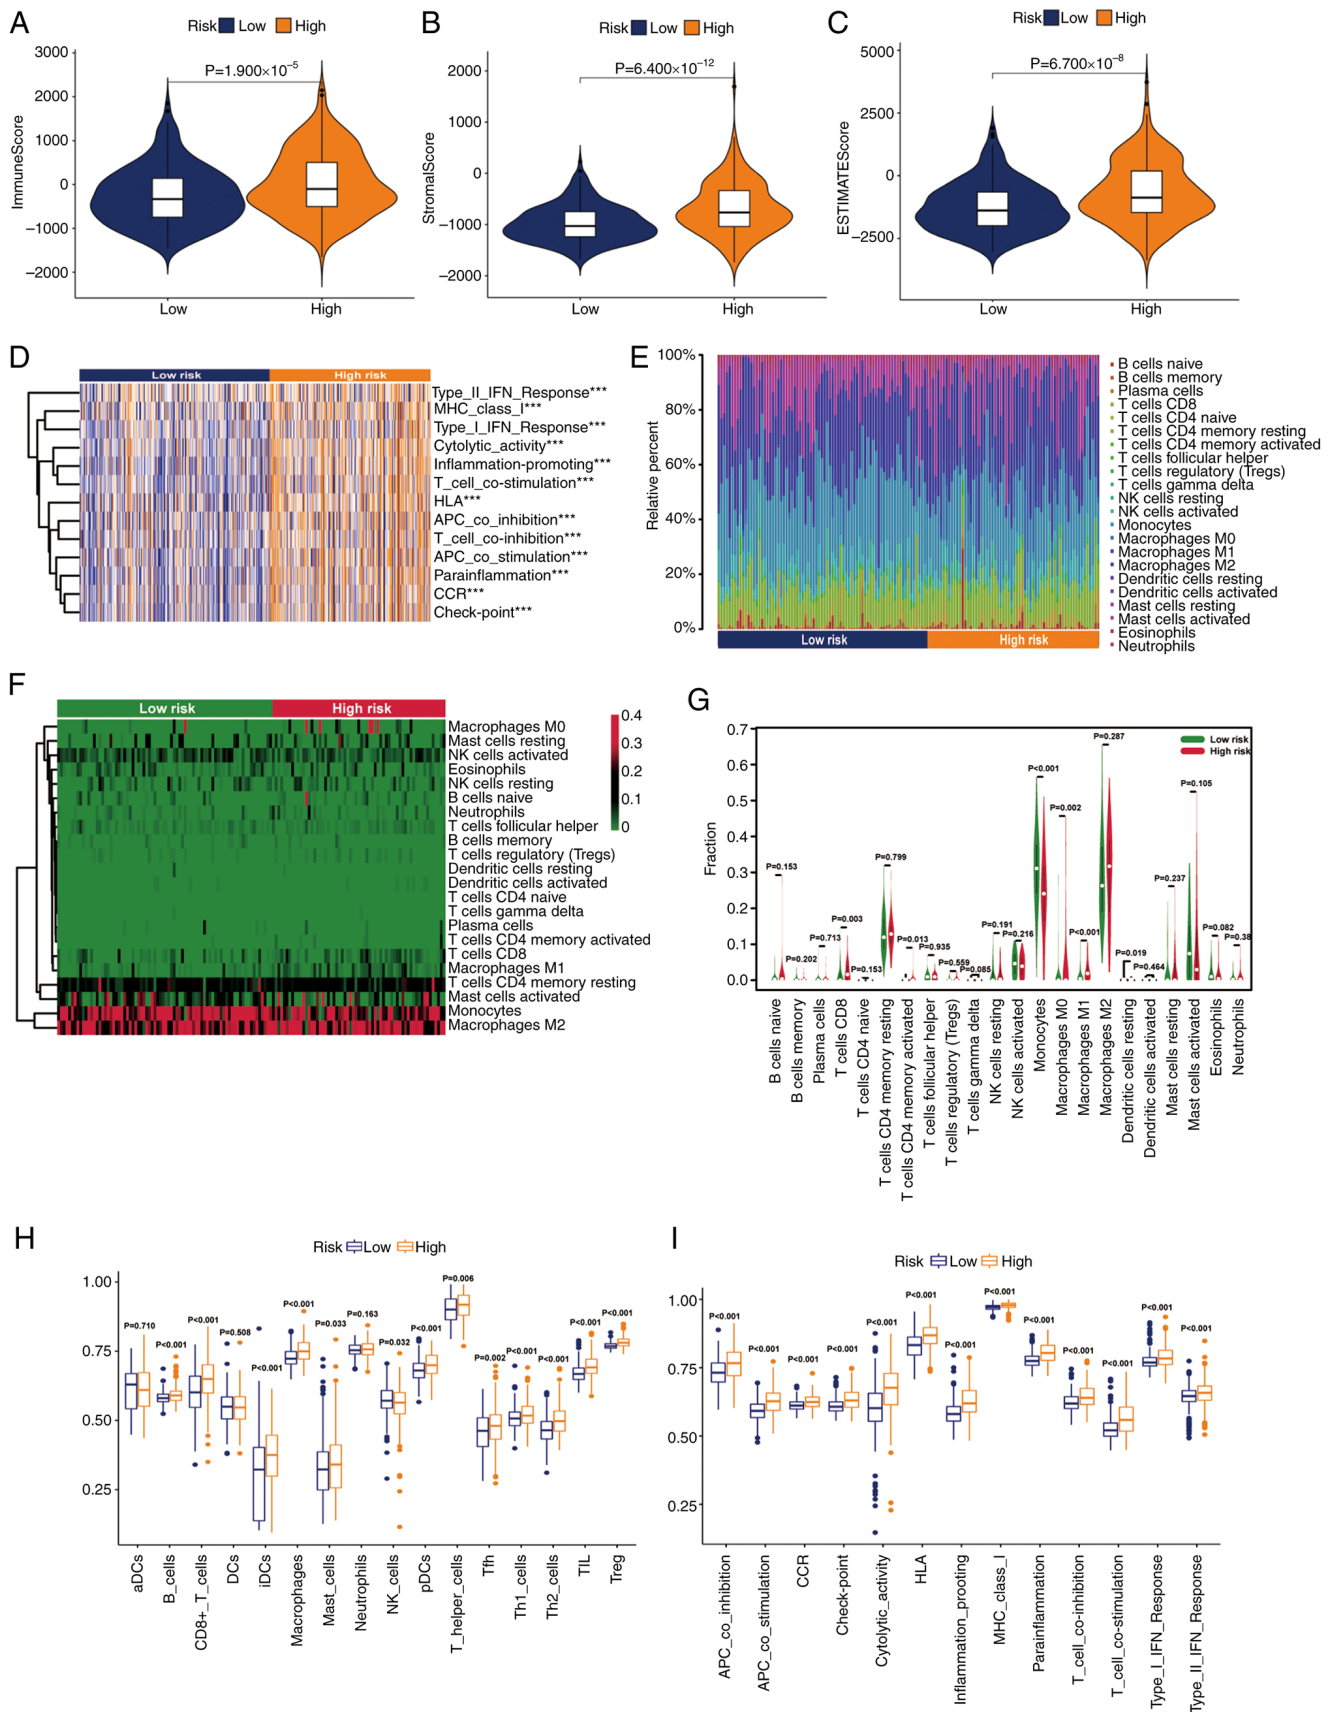 A
Risk Low High
ImmuneScore
3000
2000
1000
0
−1000
−2000
P=1.900×10⁻⁵
Low High
B
Risk Low High
StromalScore
2000
1000
0
−1000
−2000
P=6.400×10⁻¹²
Low High
C
Risk Low High
ESTIMATEScore
5000
2500
0
−2500
P=6.700×10⁻⁸
Low High
D
Low risk High risk
Type_II_IFN_Response***
MHC_class_I***
Type_I_IFN_Response***
Cytolytic_activity***
Inflammation-promoting***
T_cell_co-stimulation***
HLA***
APC_co_inhibition***
T_cell_co-inhibition***
APC_co_stimulation***
Parainflammation***
CCR***
Check-point***
E
Relative percent
100%
80%
60%
40%
20%
0%
Low risk High risk
B cells naive
B cells memory
Plasma cells
T cells CD8
T cells CD4 naive
T cells CD4 memory resting
T cells CD4 memory activated
T cells follicular helper
T cells regulatory (Tregs)
T cells gamma delta
NK cells resting
NK cells activated
Monocytes
Macrophages M0
Macrophages M1
Macrophages M2
Dendritic cells resting
Dendritic cells activated
Mast cells resting
Mast cells activated
Eosinophils
Neutrophils
F
Low risk High risk
Macrophages M0
Mast cells resting
NK cells activated
Eosinophils
NK cells resting
B cells naive
Neutrophils
T cells follicular helper
B cells memory
T cells regulatory (Tregs)
Dendritic cells resting
Dendritic cells activated
T cells CD4 naive
T cells gamma delta
Plasma cells
T cells CD4 memory activated
T cells CD8
Macrophages M1
T cells CD4 memory resting
Mast cells activated
Monocytes
Macrophages M2
0.4
0.3
0.2
0.1
0
G
Fraction
0.7
0.6
0.5
0.4
0.3
0.2
0.1
0.0
Low risk
High risk
P=0.153
P=0.202
P=0.713
P=0.003
P=0.153
P=0.799
P=0.013
P=0.935
P=0.559
P=0.085
P=0.191
P=0.216
P<0.001
P=0.002
P<0.001
P=0.287
P=0.019
P=0.464
P=0.237
P=0.105
P=0.082
P=0.38
B cells naive
B cells memory
Plasma cells
T cells CD8
T cells CD4 naive
T cells CD4 memory resting
T cells CD4 memory activated
T cells follicular helper
T cells regulatory (Tregs)
T cells gamma delta
NK cells resting
NK cells activated
Monocytes
Macrophages M0
Macrophages M1
Macrophages M2
Dendritic cells resting
Dendritic cells activated
Mast cells resting
Mast cells activated
Eosinophils
Neutrophils
H
Risk Low High
1.00
0.75
0.50
0.25
P=0.710
P<0.001
P<0.001
P=0.508
P<0.001
P<0.001
P=0.033
P=0.163
P=0.032
P<0.001
P=0.006
P=0.002
P<0.001
P<0.001
P<0.001
P<0.001
aDCs
B_cells
CD8+_T_cells
DCs
iDCs
Macrophages
Mast_cells
Neutrophils
NK_cells
pDCs
T_helper_cells
Tfh
Th1_cells
Th2_cells
TIL
Treg
I
Risk Low High
1.00
0.75
0.50
0.25
P<0.001
P<0.001
P<0.001
P<0.001
P<0.001
P<0.001
P<0.001
P<0.001
P<0.001
P<0.001
P<0.001
P<0.001
P<0.001
APC_co_inhibition
APC_co_stimulation
CCR
Check-point
Cytolytic_activity
HLA
Inflammation_prooting
MHC_class_I
Parainflammation
T_cell_co-inhibition
T_cell_co-stimulation
Type_I_IFN_Response
Type_II_IFN_Response